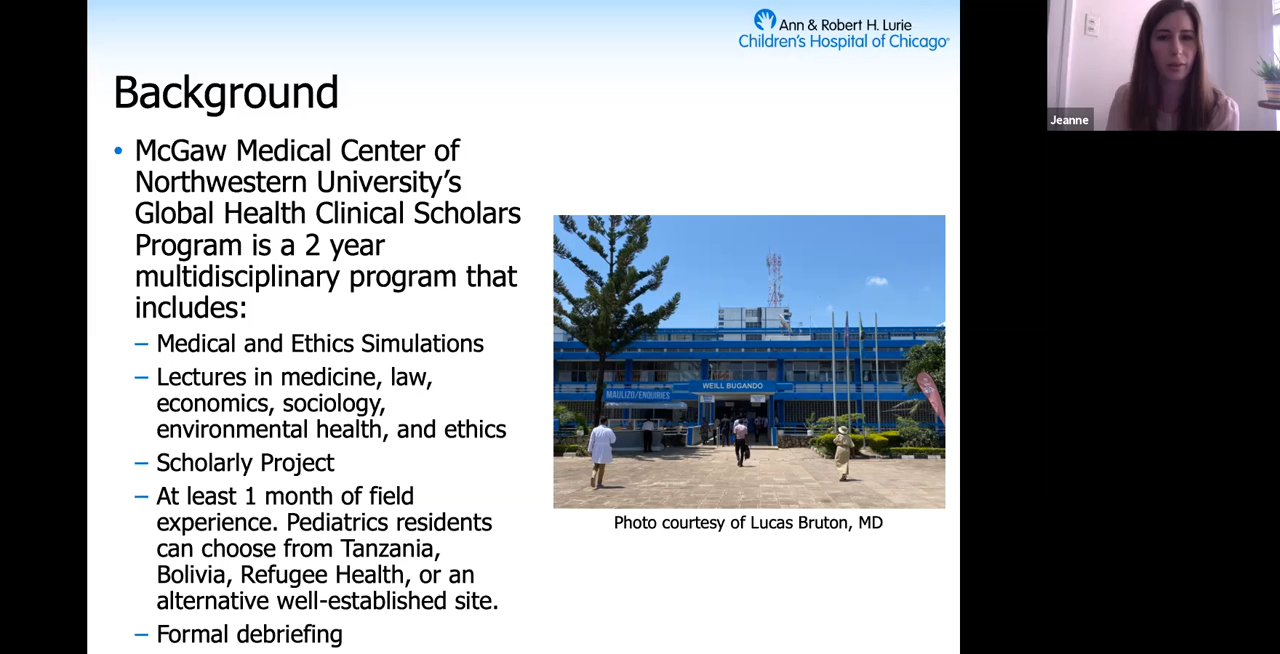 Ann & Robert H. Lurie
Children's Hospital of Chicago®
Jeanne
Background
• McGaw Medical Center of
Northwestern University's
Global Health Clinical Scholars
Program is a 2 year
multidisciplinary program that
includes:
– Medical and Ethics Simulations
– Lectures in medicine, law,
economics, sociology,
environmental health, and ethics
– Scholarly Project
– At least 1 month of field
experience. Pediatrics residents
can choose from Tanzania,
Bolivia, Refugee Health, or an
alternative well-established site.
– Formal debriefing
WEILL BUGANDO
MAULIZO/ENQUIRIES
Photo courtesy of Lucas Bruton, MD